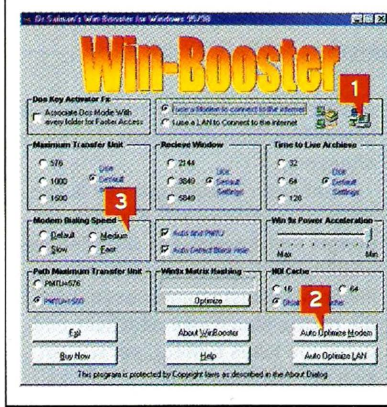 Dr Salman's Win-Booster for Windows 95/98
Win-Booster
Dos Key Activator Fx
Associate Dos Mode With every folder for Faster Access
I use a Modem to connect to the internet
I use a LAN to Connect to the internet
1
Maximum Transfer Unit
576
1000
1500
Use Default
Recieve Window
2144
3849
5849
Use Default Settings
Time to Live Archieve
32
64
128
Use Default Settings
3
Modem Dialing Speed
Default
Medium
Slow
Fast
Auto find PMTU
Auto Detect Black Hole
Win 9x Power Acceleration
Max
Min
Path Maximum Transfer Unit
PMTU=576
PMTU=1500
Win9x Matrix Hashing
Optimize
NDI Cache
16
64
2
Exit
About WinBooster
Auto Optimize Modem
Buy Now
Help
Auto Optimize LAN
This program is protected by Copyright laws as described in the About Dialog